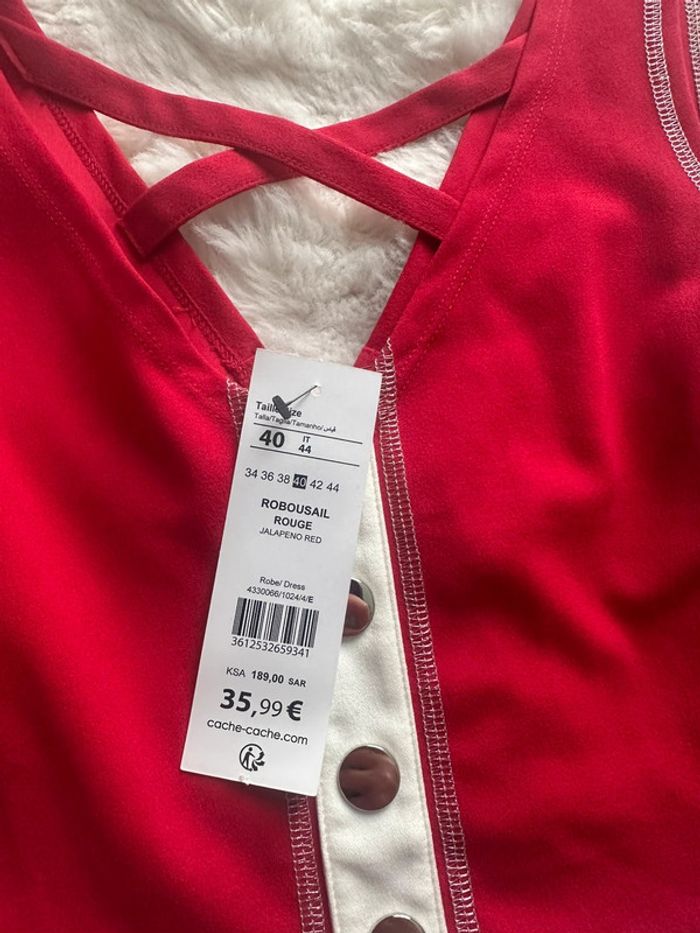 Taille/Size
Talla/Taglia/Tamanho/قياس
40
IT
44
34 36 38 40 42 44
ROBOUSAIL
ROUGE
JALAPENO RED
Robe/ Dress
4330066/1024/4/E
3612532659341
KSA 189,00 SAR
35,99 €
cache-cache.com